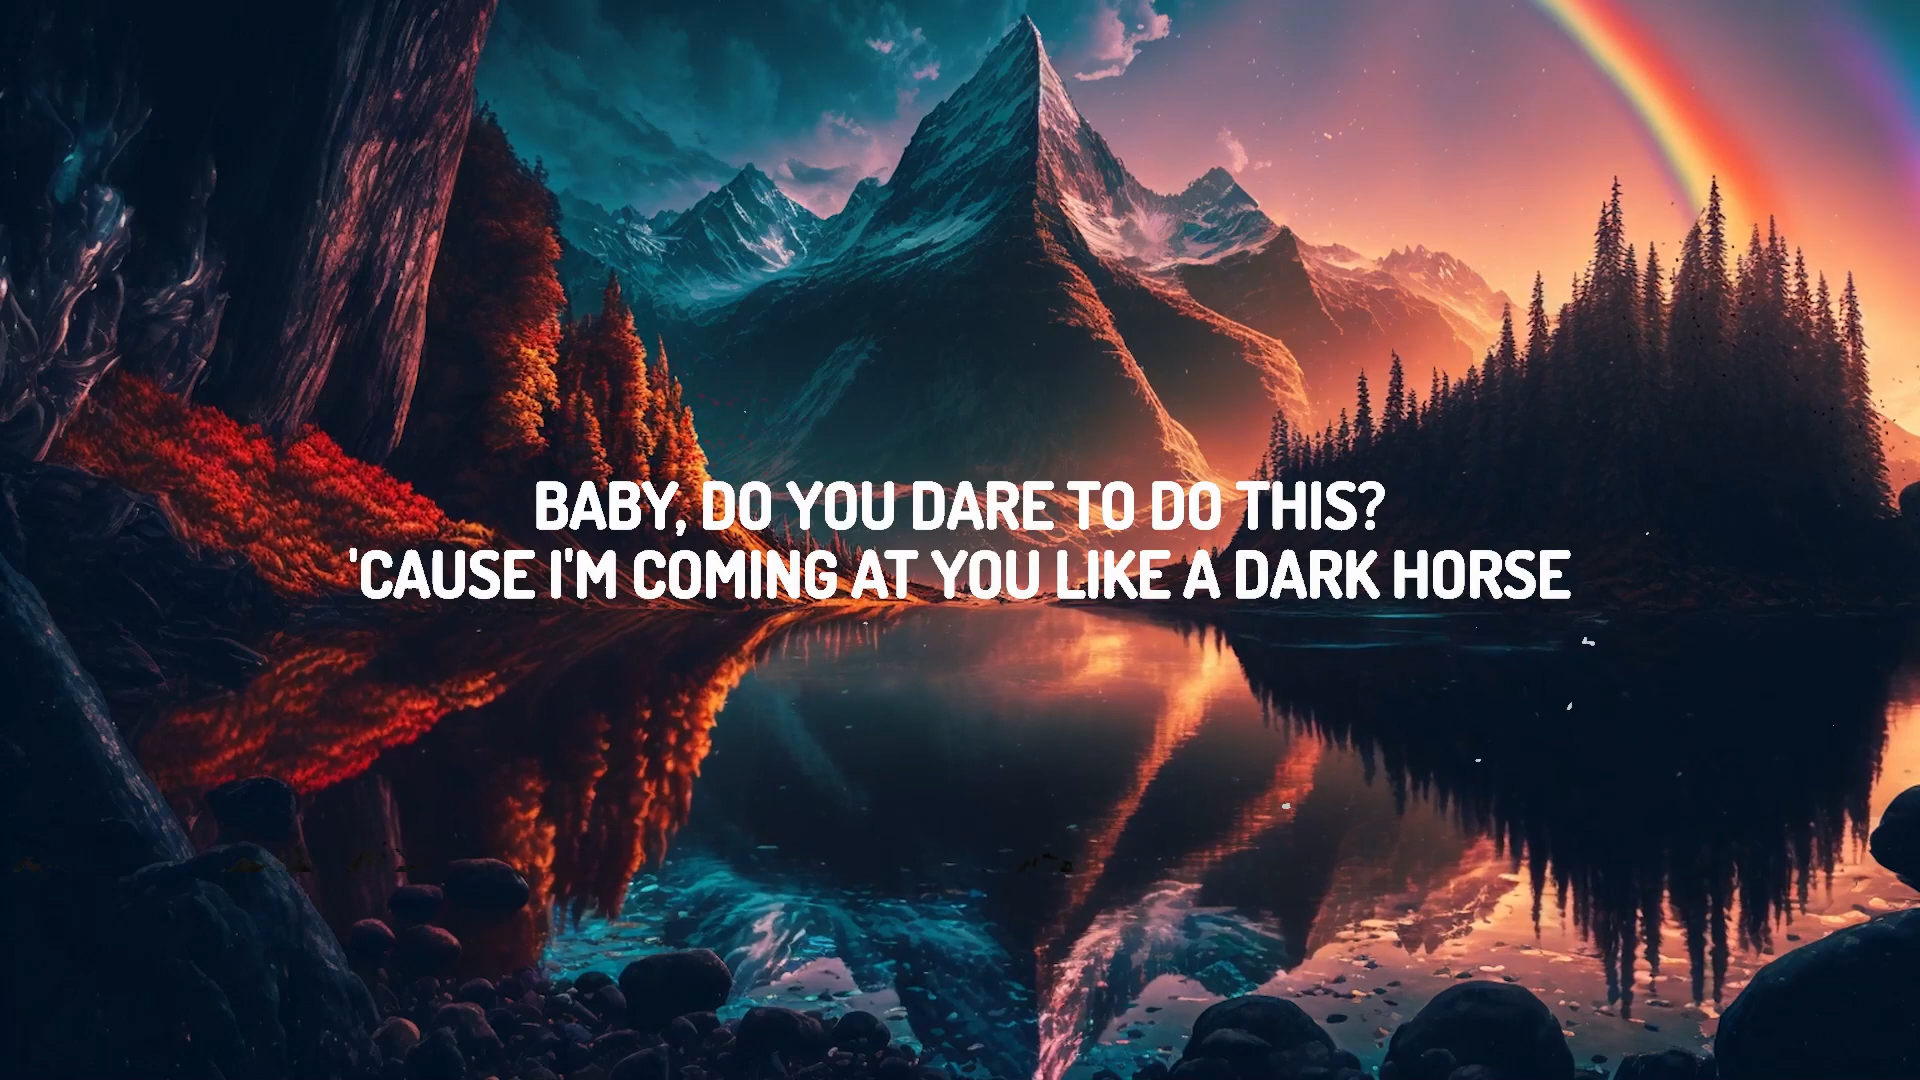 BABY, DO YOU DARE TO DO THIS?
'CAUSE I'M COMING AT YOU LIKE A DARK HORSE